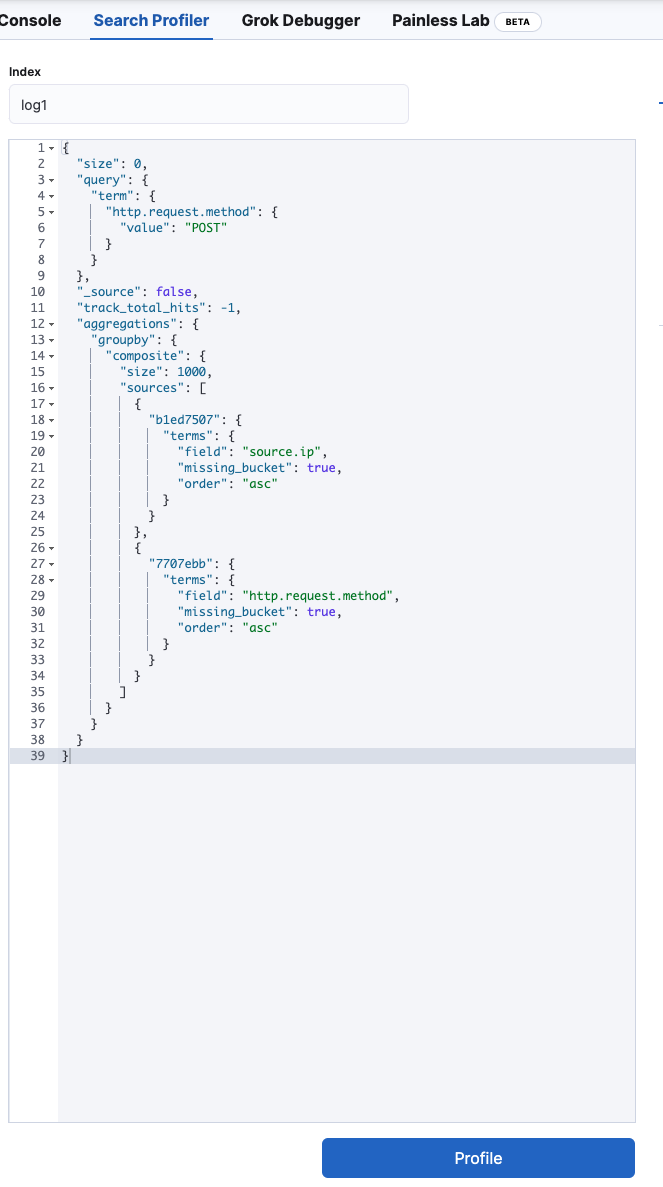 Console Search Profiler Grok Debugger Painless Lab BETA
Index
log1
1 {
2 "size": 0,
3 "query": {
4 "term": {
5 "http.request.method": {
6 "value": "POST"
7 }
8 }
9 },
10 "_source": false,
11 "track_total_hits": -1,
12 "aggregations": {
13 "groupby": {
14 "composite": {
15 "size": 1000,
16 "sources": [
17 {
18 "b1ed7507": {
19 "terms": {
20 "field": "source.ip",
21 "missing_bucket": true,
22 "order": "asc"
23 }
24 }
25 },
26 {
27 "7707ebb": {
28 "terms": {
29 "field": "http.request.method",
30 "missing_bucket": true,
31 "order": "asc"
32 }
33 }
34 }
35 ]
36 }
37 }
38 }
39 }
Profile